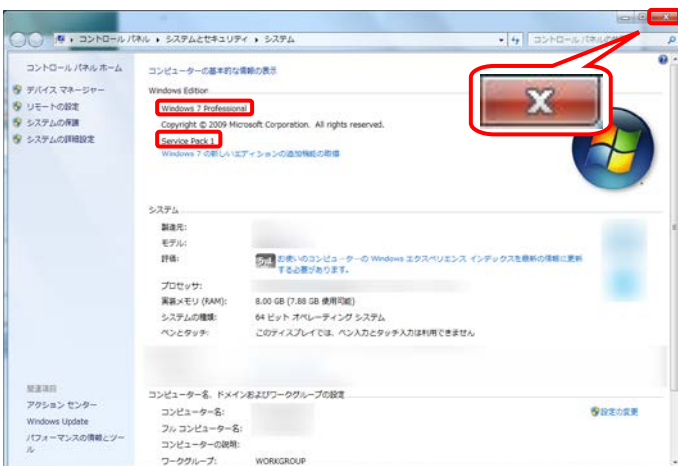 コントロール パネル ▸ システムとセキュリティ ▸ システム
コントロール パネルの検索
コントロール パネル ホーム
デバイス マネージャー
リモートの設定
システムの保護
システムの詳細設定
コンピューターの基本的な情報の表示
Windows Edition
Windows 7 Professional
Copyright © 2009 Microsoft Corporation. All rights reserved.
Service Pack 1
Windows 7 の新しいエディションの追加機能の取得
システム
製造元:
モデル:
評価:
お使いのコンピューターの Windows エクスペリエンス インデックスを最新の情報に更新
する必要があります。
プロセッサ:
実装メモリ (RAM): 8.00 GB (7.88 GB 使用可能)
システムの種類: 64 ビット オペレーティング システム
ペンとタッチ: このディスプレイでは、ペン入力とタッチ入力は利用できません
コンピューター名、ドメインおよびワークグループの設定
コンピューター名:
設定の変更
フル コンピューター名:
コンピューターの説明:
ワークグループ: WORKGROUP
関連項目
アクション センター
Windows Update
パフォーマンスの情報とツー
ル